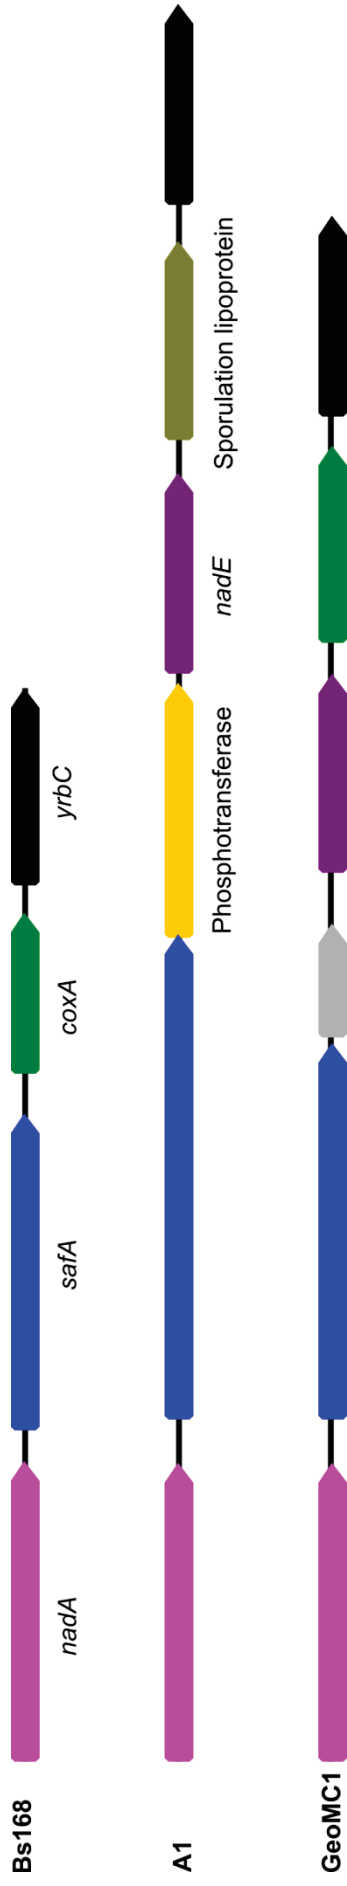 Bs168
nadA
safA
coxA
yrbC
A1
Phosphotransferase
nadE
Sporulation lipoprotein
GeoMC1